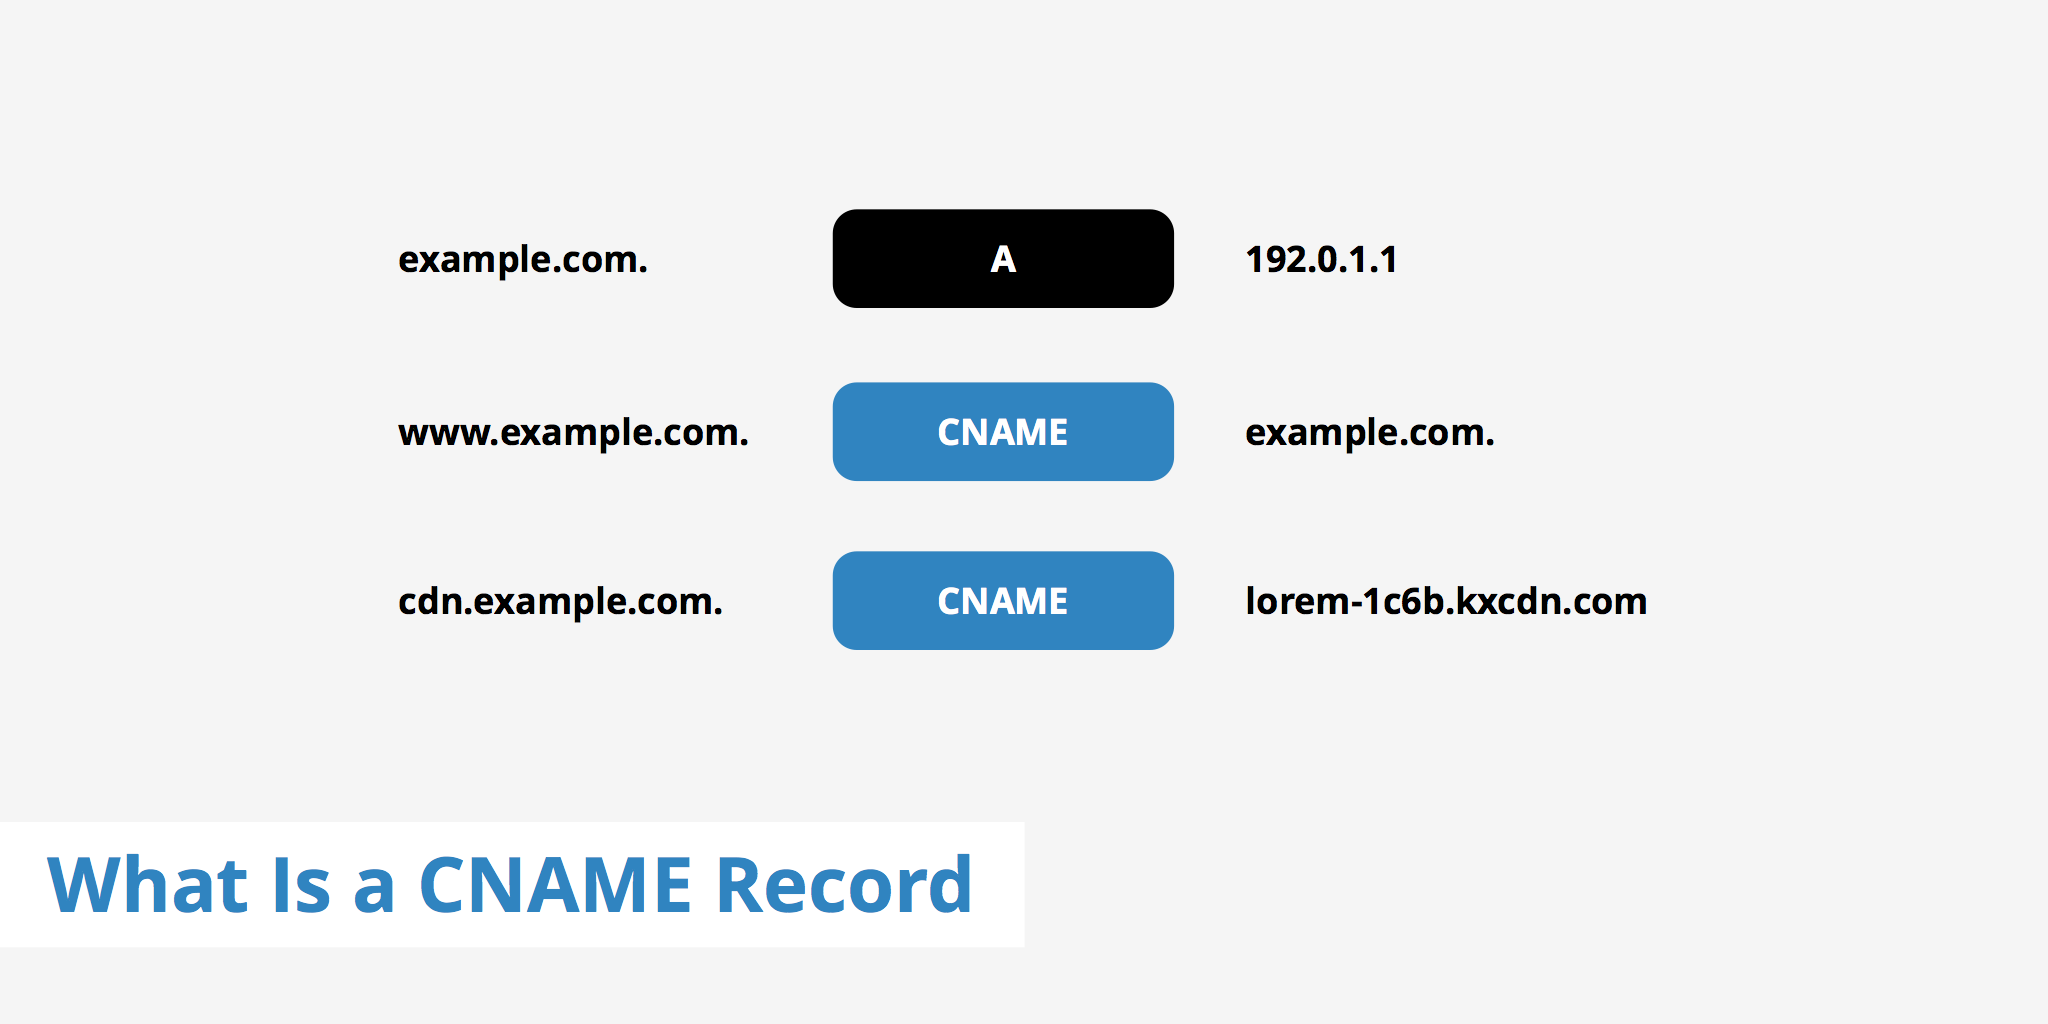 example.com. A 192.0.1.1
www.example.com. CNAME example.com.
cdn.example.com. CNAME lorem-1c6b.kxcdn.com
What Is a CNAME Record